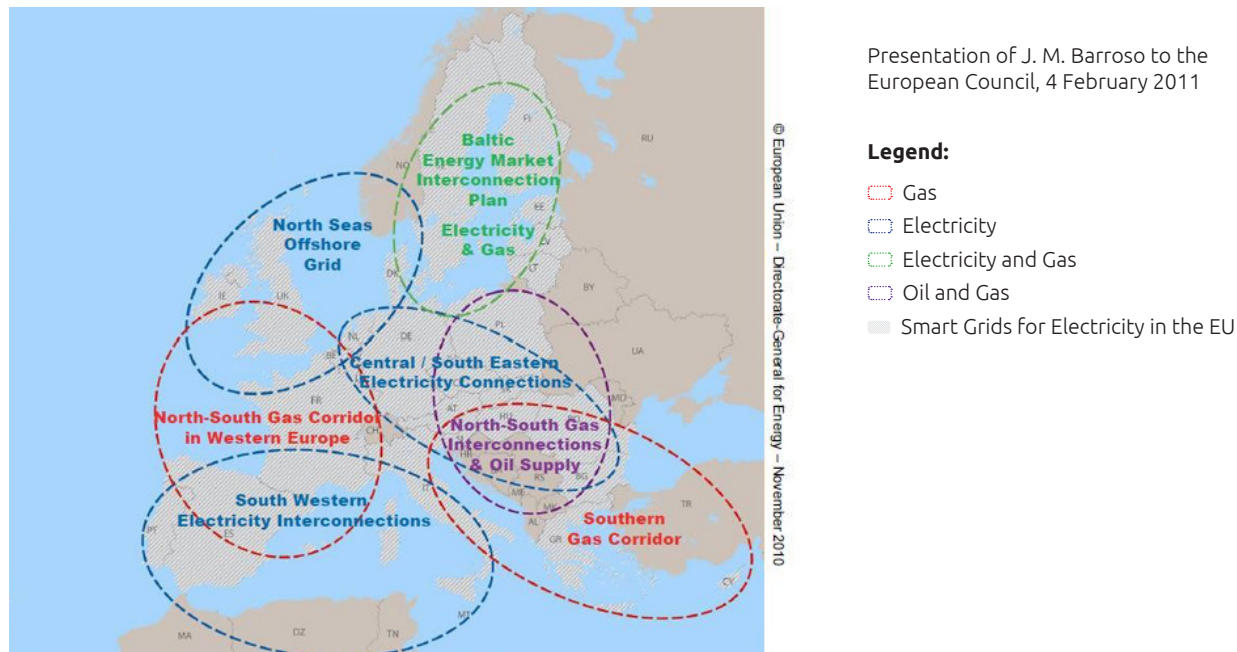 Presentation of J. M. Barroso to the
European Council, 4 February 2011
Legend:
Gas
Electricity
Electricity and Gas
Oil and Gas
Smart Grids for Electricity in the EU
© European Union – Directorate-General for Energy – November 2010
Baltic
Energy Market
Interconnection
Plan
Electricity
& Gas
North Seas
Offshore
Grid
Central / South Eastern
Electricity Connections
North-South Gas Corridor
in Western Europe
North-South Gas
Interconnections
& Oil Supply
South Western
Electricity Interconnections
Southern
Gas Corridor
FI
RU
NO
EE
LV
LT
DK
BY
IE
UK
NL
DE
PL
BE
UA
FR
CH
AT
HU
MD
RO
HR
RS
BG
IT
ME
MK
AL
TR
GR
PT
ES
CY
MT
MA
DZ
TN